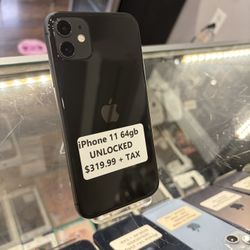 iPhone 11 64gb
UNLOCKED
$319.99 + TAX